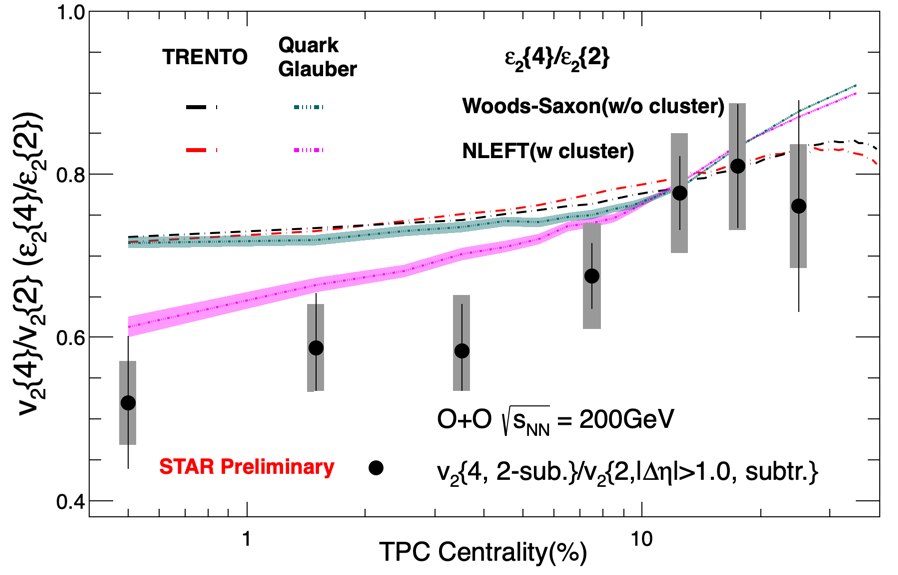 1.0
0.8
0.6
0.4
v₂{4}/v₂{2} (ε₂{4}/ε₂{2})
TRENTO
Quark
Glauber
ε₂{4}/ε₂{2}
Woods-Saxon(w/o cluster)
NLEFT(w cluster)
O+O √s_NN = 200GeV
STAR Preliminary
v₂{4, 2-sub.}/v₂{2,|Δη|>1.0, subtr.}
1
10
TPC Centrality(%)